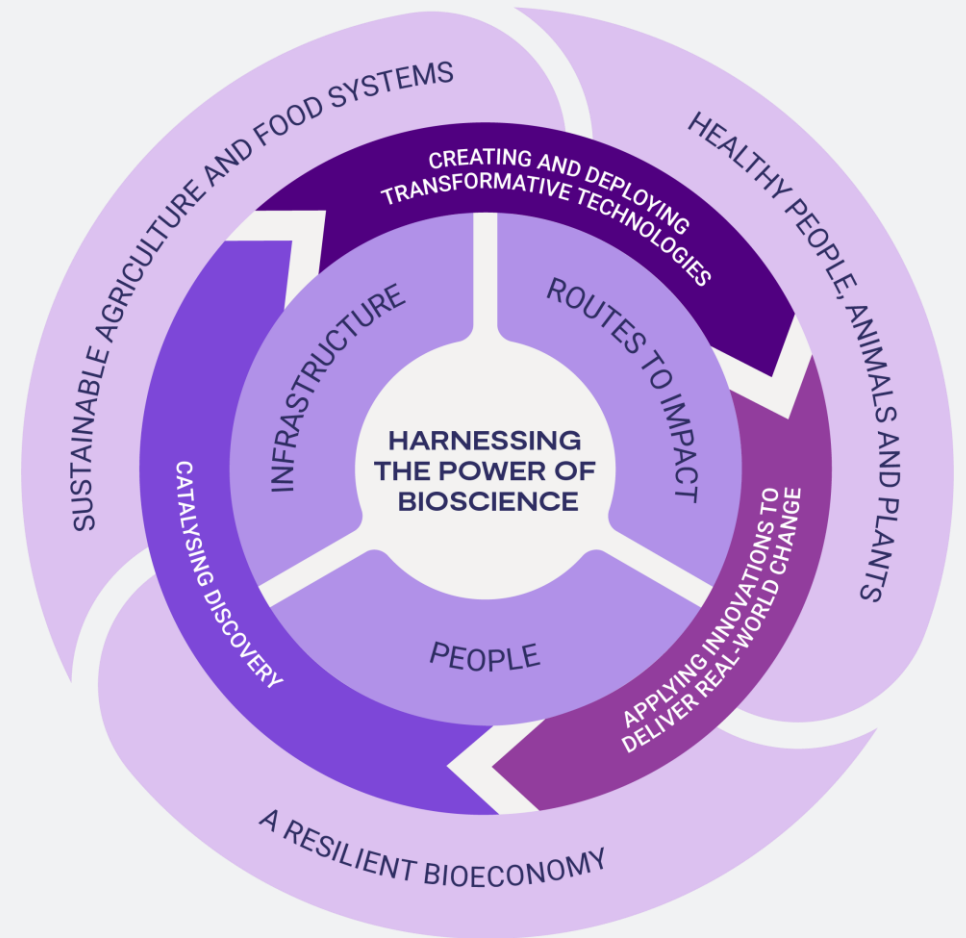 SUSTAINABLE AGRICULTURE AND FOOD SYSTEMS
HEALTHY PEOPLE, ANIMALS AND PLANTS
A RESILIENT BIOECONOMY
CREATING AND DEPLOYING
TRANSFORMATIVE TECHNOLOGIES
APPLYING INNOVATIONS TO
DELIVER REAL-WORLD CHANGE
CATALYSING DISCOVERY
INFRASTRUCTURE
ROUTES TO IMPACT
PEOPLE
HARNESSING
THE POWER OF
BIOSCIENCE